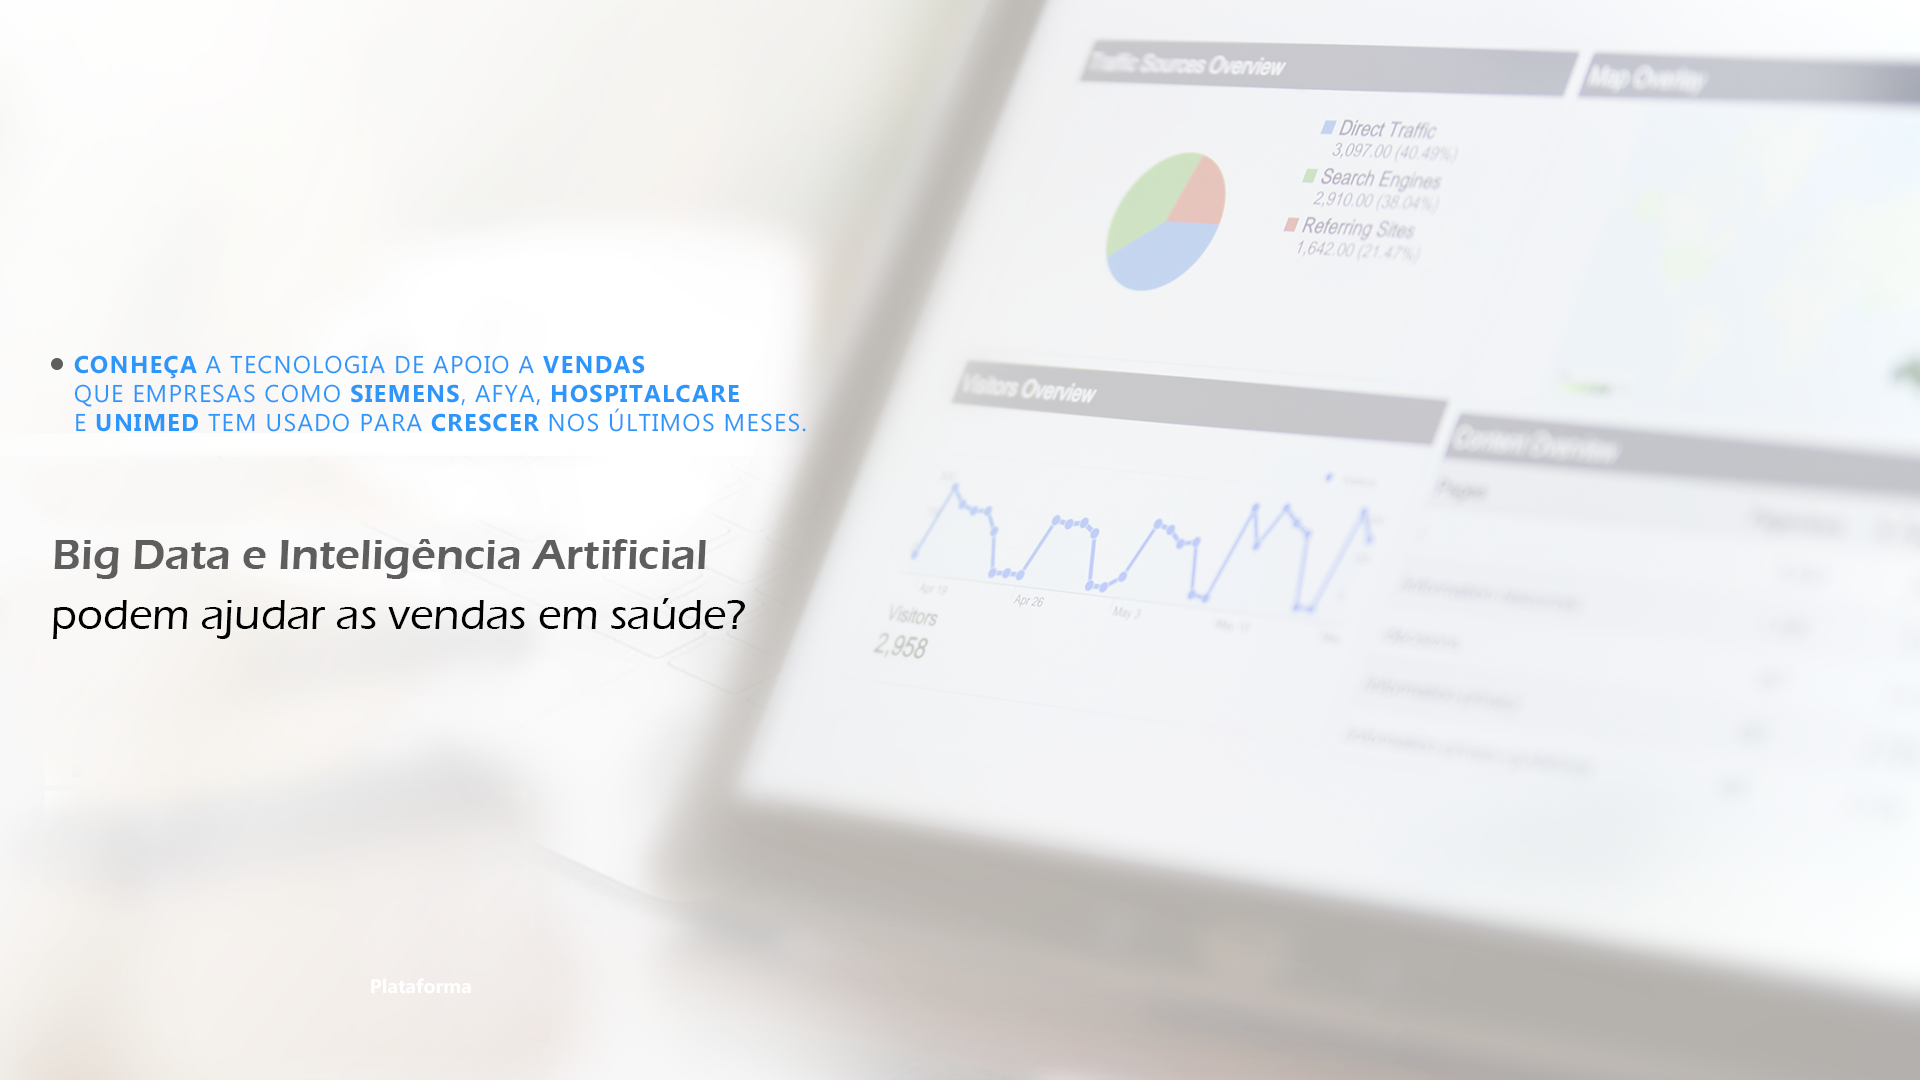 Traffic Sources Overview
Map Overlay
Direct Traffic
3,097.00 (40.49%)
Search Engines
2,910.00 (38.04%)
Referring Sites
1,642.00 (21.47%)
CONHEÇA A TECNOLOGIA DE APOIO A VENDAS
QUE EMPRESAS COMO SIEMENS, AFYA, HOSPITALCARE
E UNIMED TEM USADO PARA CRESCER NOS ÚLTIMOS MESES.
Visitors Overview
Content Overview
Pages
Big Data e Inteligência Artificial
podem ajudar as vendas em saúde?
Apr 19
Apr 26
May 3
Visitors
2,958
Plataforma